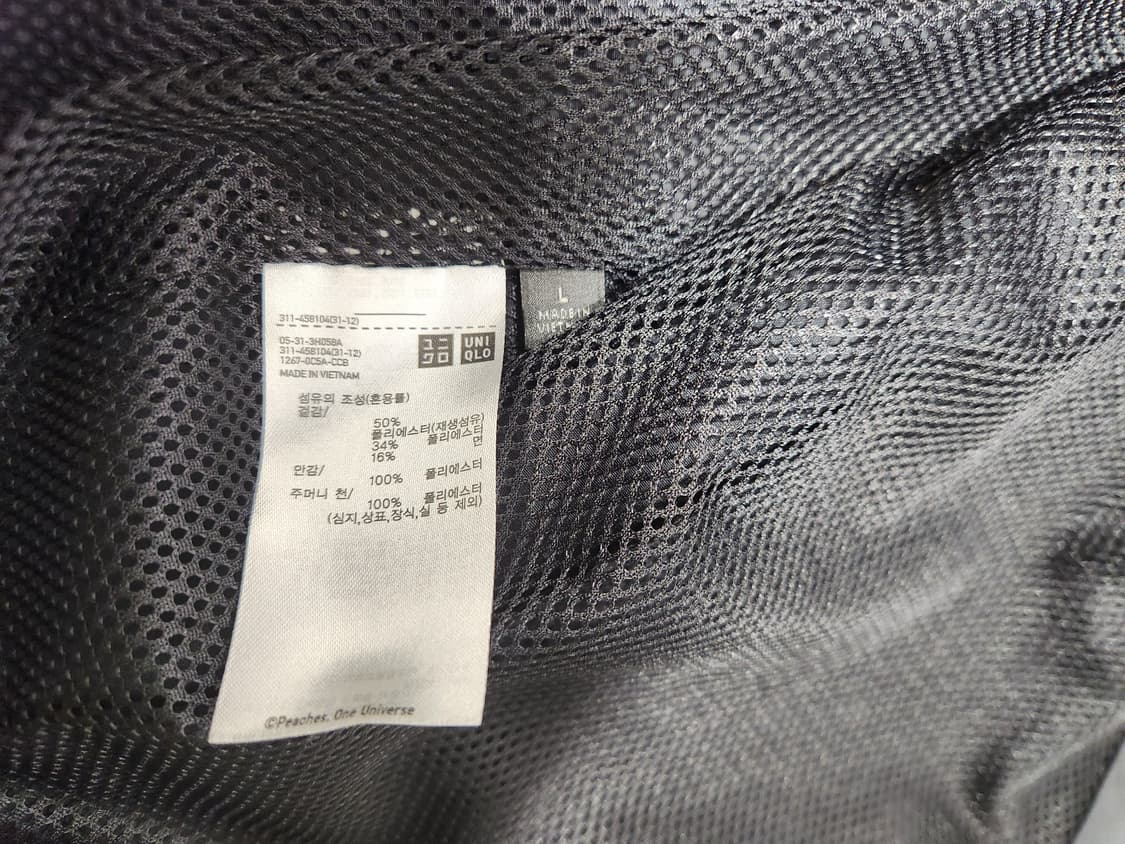 311-458104(31-12)
05-31-3H058A
311-458104(31-12)
1267-0C5A-CCB
MADE IN VIETNAM
ユニ
クロ
UNI
QLO
L
MADE IN
섬유의 조성(혼용률)
겉감/
50%
폴리에스터(재생섬유)
34% 폴리에스터
면
16%
안감/
100% 폴리에스터
주머니 천/
100% 폴리에스터
(심지,상표,장식,실 등 제외)
©Peaches. One Universe